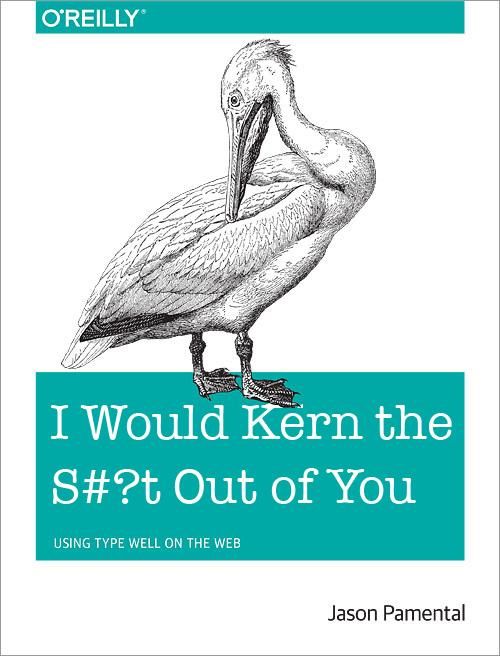 O'REILLY®
I Would Kern the
S#?t Out of You
USING TYPE WELL ON THE WEB
Jason Pamental